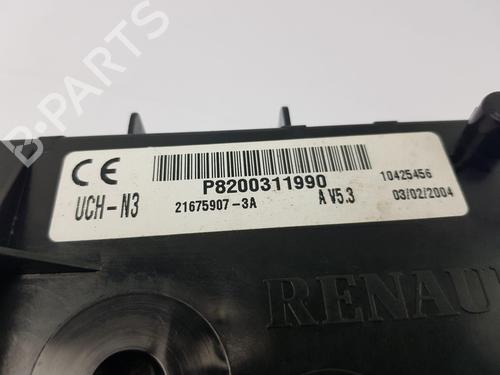 B-PARTS
CE
P8200311990
10425456
UCH-N3
21675907-3A
A V5.3
03/02/2004
RENAU